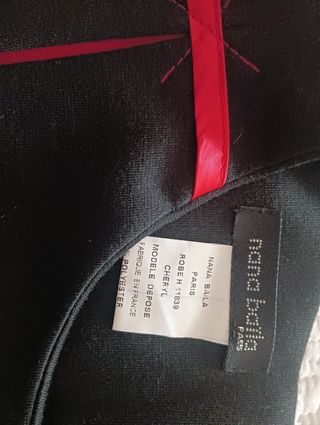 NANA BAILA
PARIS
ROBE H 11839
CHERYL
MODELE DEPOSE
FABRIQUE EN FRANCE
POLYESTER
nana baila
PARIS